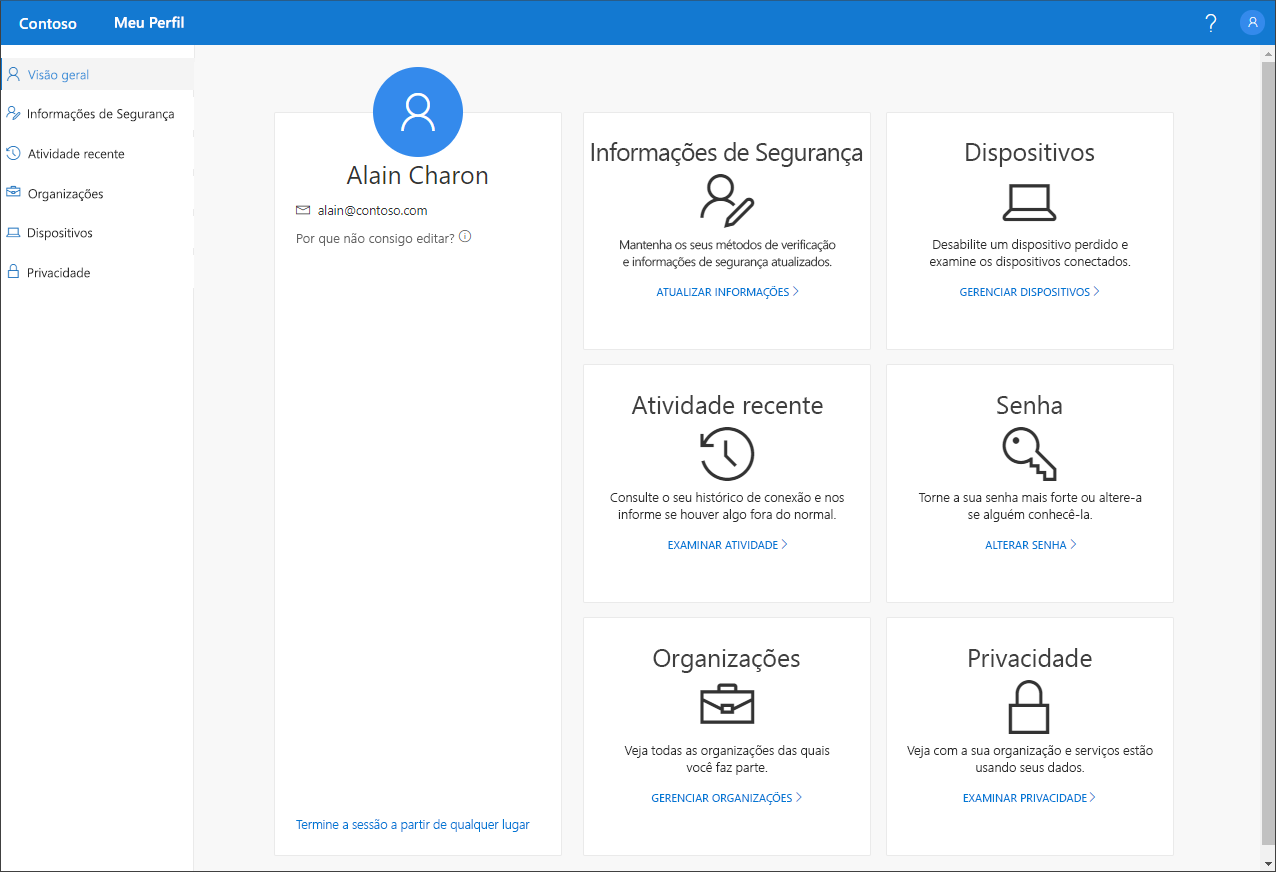 Contoso
Meu Perfil
?
Visão geral
Informações de Segurança
Atividade recente
Organizações
Dispositivos
Privacidade
Alain Charon
alain@contoso.com
Por que não consigo editar?
Termine a sessão a partir de qualquer lugar
Informações de Segurança
Mantenha os seus métodos de verificação
e informações de segurança atualizados.
ATUALIZAR INFORMAÇÕES
Dispositivos
Desabilite um dispositivo perdido e
examine os dispositivos conectados.
GERENCIAR DISPOSITIVOS
Atividade recente
Consulte o seu histórico de conexão e nos
informe se houver algo fora do normal.
EXAMINAR ATIVIDADE
Senha
Torne a sua senha mais forte ou altere-a
se alguém conhecê-la.
ALTERAR SENHA
Organizações
Veja todas as organizações das quais
você faz parte.
GERENCIAR ORGANIZAÇÕES
Privacidade
Veja com a sua organização e serviços estão
usando seus dados.
EXAMINAR PRIVACIDADE